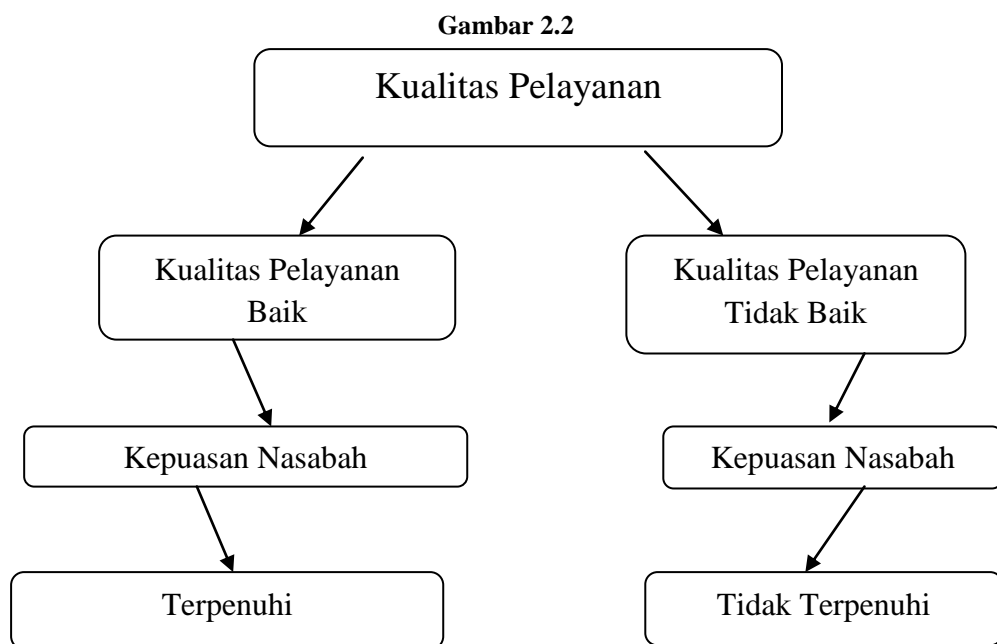 Gambar 2.2
Kualitas Pelayanan
Kualitas Pelayanan
Baik
Kualitas Pelayanan
Tidak Baik
Kepuasan Nasabah
Kepuasan Nasabah
Terpenuhi
Tidak Terpenuhi